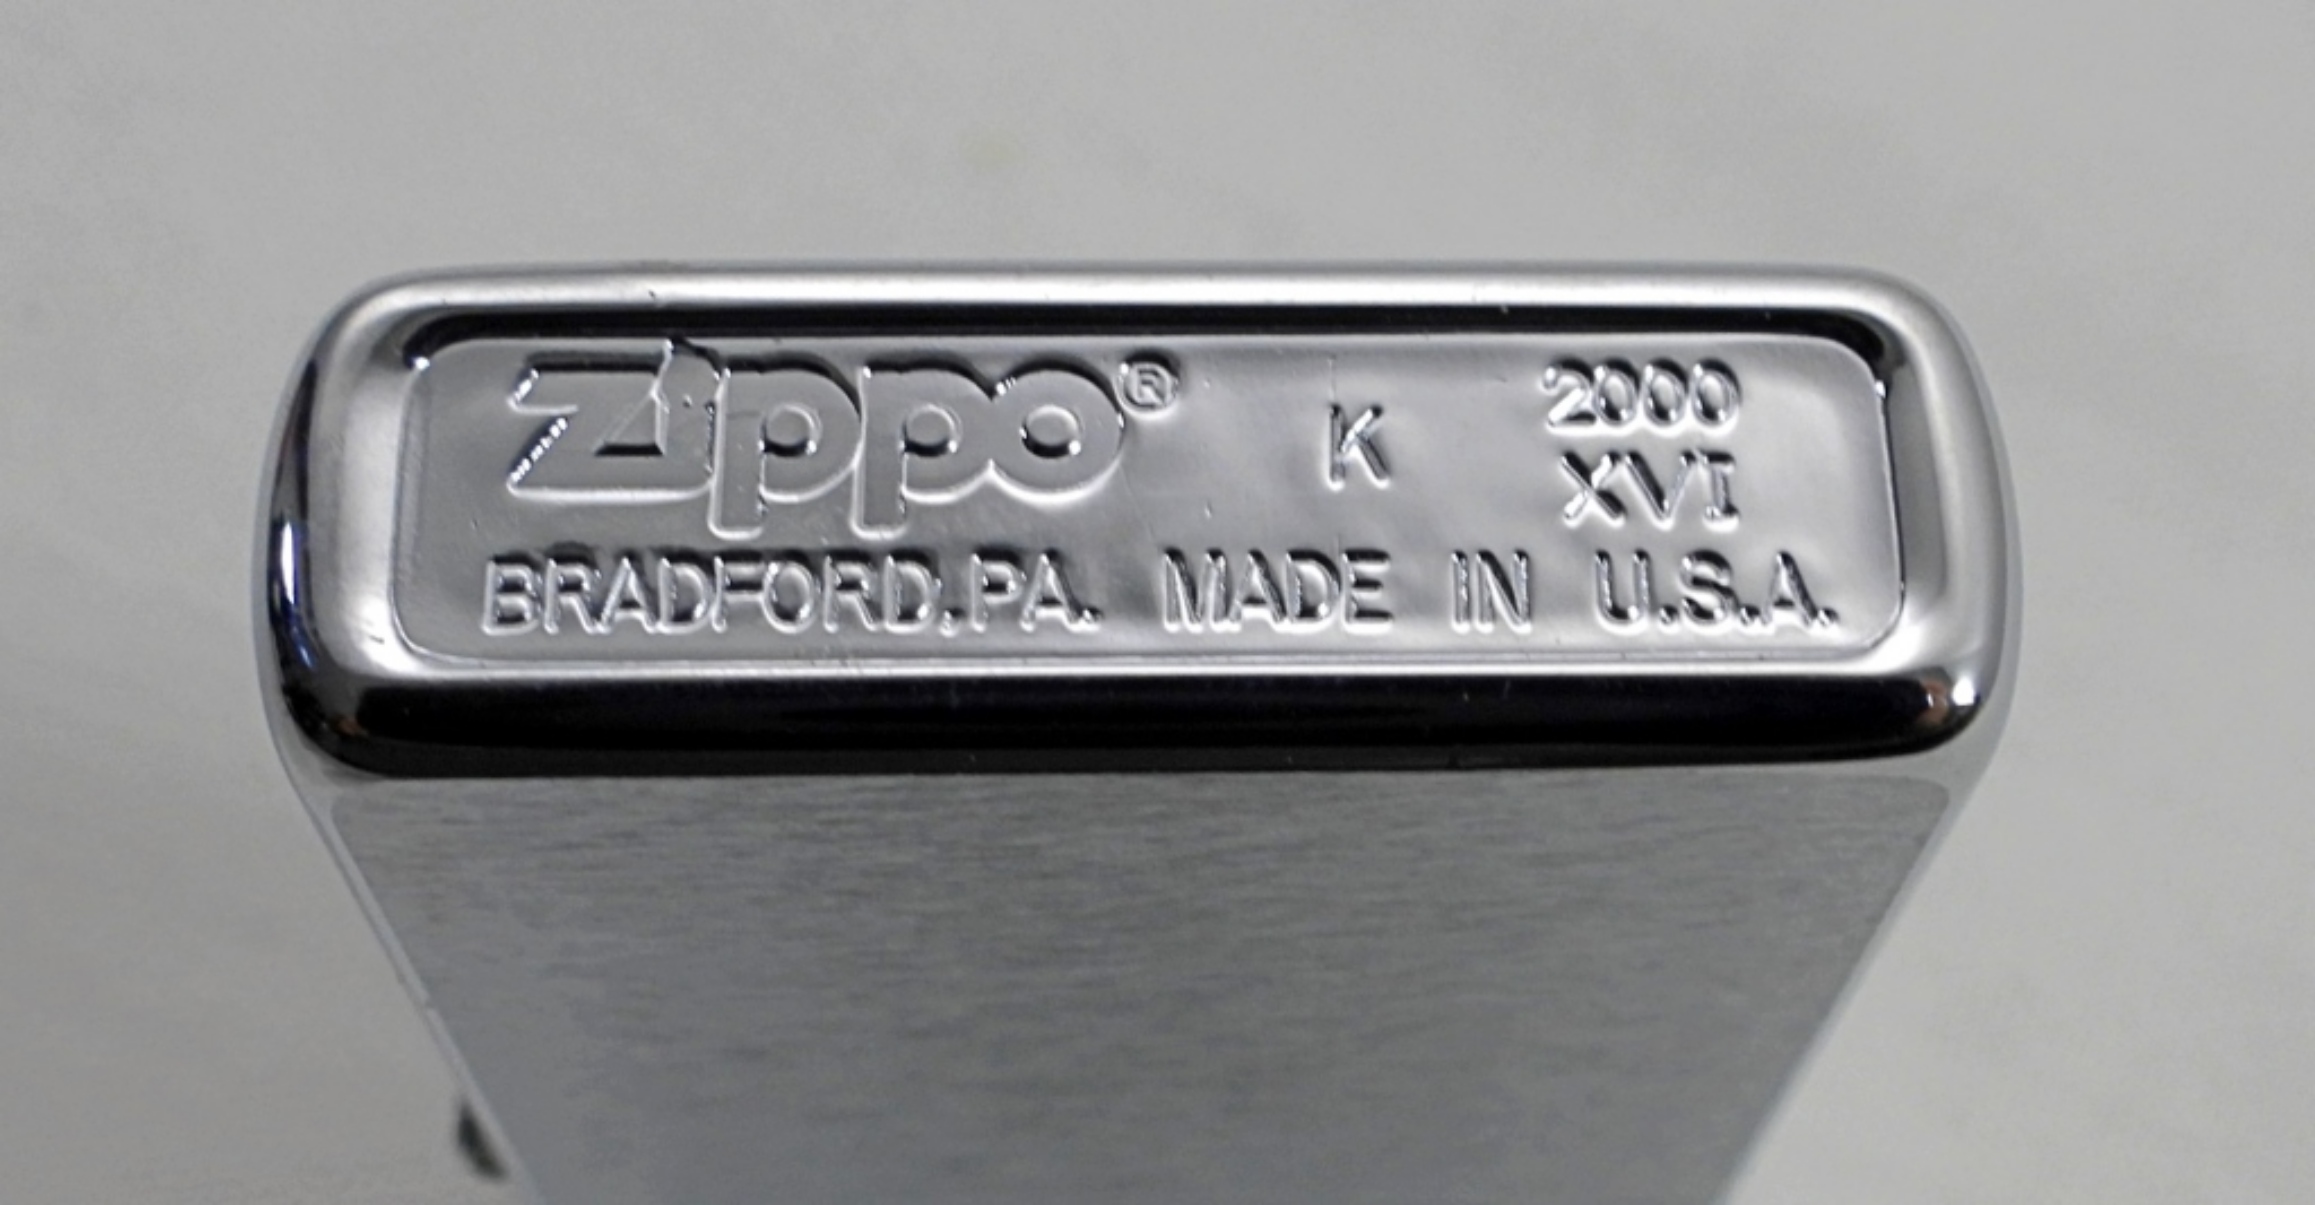 Zippo® K 2000
XVI
BRADFORD,PA. MADE IN U.S.A.